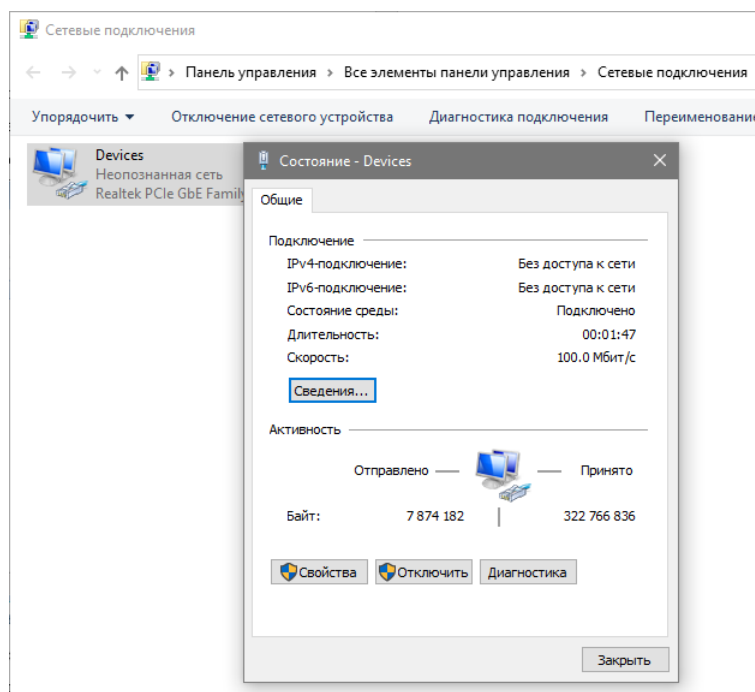 Сетевые подключения
Панель управления > Все элементы панели управления > Сетевые подключения
Упорядочить Отключение сетевого устройства Диагностика подключения Переименование
Devices
Неопознанная сеть
Realtek PCIe GbE Family
Состояние - Devices
Общие
Подключение
IPv4-подключение: Без доступа к сети
IPv6-подключение: Без доступа к сети
Состояние среды: Подключено
Длительность: 00:01:47
Скорость: 100.0 Мбит/с
Сведения...
Активность
Отправлено Принято
Байт: 7 874 182 322 766 836
Свойства Отключить Диагностика
Закрыть